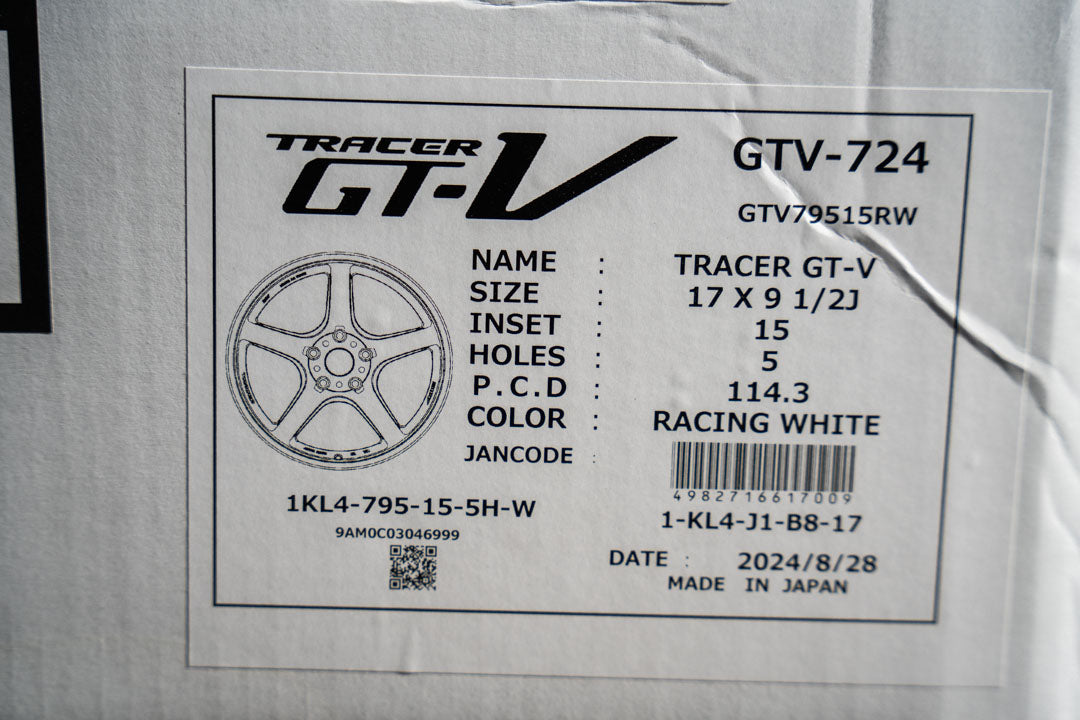 TRACER
GT-V
GTV-724
GTV79515RW
NAME : TRACER GT-V
SIZE : 17 X 9 1/2J
INSET : 15
HOLES : 5
P.C.D : 114.3
COLOR : RACING WHITE
JANCODE :
4982716617009
1KL4-795-15-5H-W
1-KL4-J1-B8-17
9AM0C03046999
DATE : 2024/8/28
MADE IN JAPAN